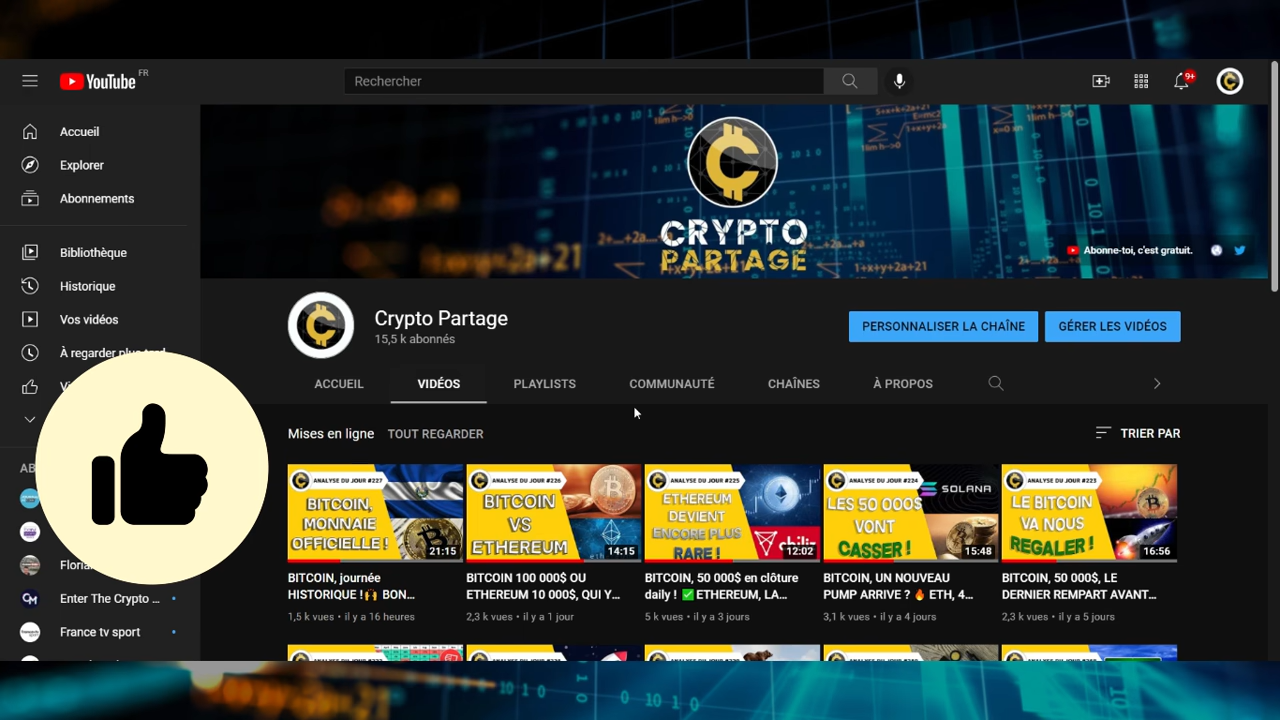 YouTube FR
Rechercher
9+
Accueil
Explorer
Abonnements
Bibliothèque
Historique
Vos vidéos
À regarder plus tard
CRYPTO
PARTAGE
Abonne-toi, c'est gratuit.
Crypto Partage
15,5 k abonnés
PERSONNALISER LA CHAÎNE
GÉRER LES VIDÉOS
ACCUEIL VIDÉOS PLAYLISTS COMMUNAUTÉ CHAÎNES À PROPOS
Mises en ligne TOUT REGARDER
TRIER PAR
AB
Enter The Crypto ...
France tv sport
ANALYSE DU JOUR #227
BITCOIN,
MONNAIE
OFFICIELLE !
21:15
BITCOIN, journée
HISTORIQUE !🙌 BON...
1,5 k vues • il y a 16 heures
ANALYSE DU JOUR #226
BITCOIN
VS
ETHEREUM
14:15
BITCOIN 100 000$ OU
ETHEREUM 10 000$, QUI Y...
2,3 k vues • il y a 1 jour
ANALYSE DU JOUR #225
ETHEREUM
DEVIENT
ENCORE PLUS
RARE !
chiliz
12:02
BITCOIN, 50 000$ en clôture
daily ! ✅ ETHEREUM, LA...
5 k vues • il y a 3 jours
ANALYSE DU JOUR #224
LES 50 000$
VONT
CASSER !
SOLANA
15:48
BITCOIN, UN NOUVEAU
PUMP ARRIVE ? 🔥 ETH, 4...
3,1 k vues • il y a 4 jours
ANALYSE DU JOUR #223
LE BITCOIN
VA NOUS
REGALER !
16:56
BITCOIN, 50 000$, LE
DERNIER REMPART AVANT...
2,3 k vues • il y a 5 jours